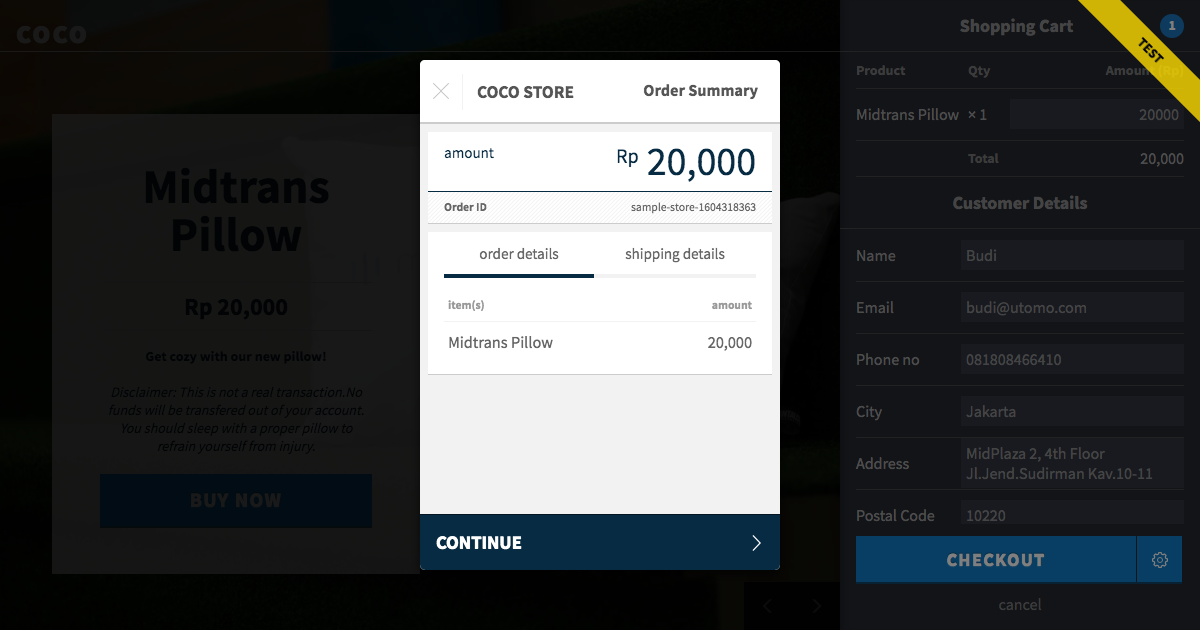 COCO
Midtrans
Pillow
Rp 20,000
Get cozy with our new pillow!
Disclaimer: This is not a real transaction.No
funds will be transfered out of your account.
You should sleep with a proper pillow to
refrain yourself from injury.
BUY NOW
COCO STORE
Order Summary
amount
Rp 20,000
Order ID
sample-store-1604318363
order details
shipping details
item(s)
amount
Midtrans Pillow
20,000
CONTINUE
Shopping Cart
1
TEST
Product
Qty
Amount (Rp)
Midtrans Pillow
× 1
20000
Total
20,000
Customer Details
Name
Budi
Email
budi@utomo.com
Phone no
081808466410
City
Jakarta
Address
MidPlaza 2, 4th Floor
Jl.Jend.Sudirman Kav.10-11
Postal Code
10220
CHECKOUT
cancel